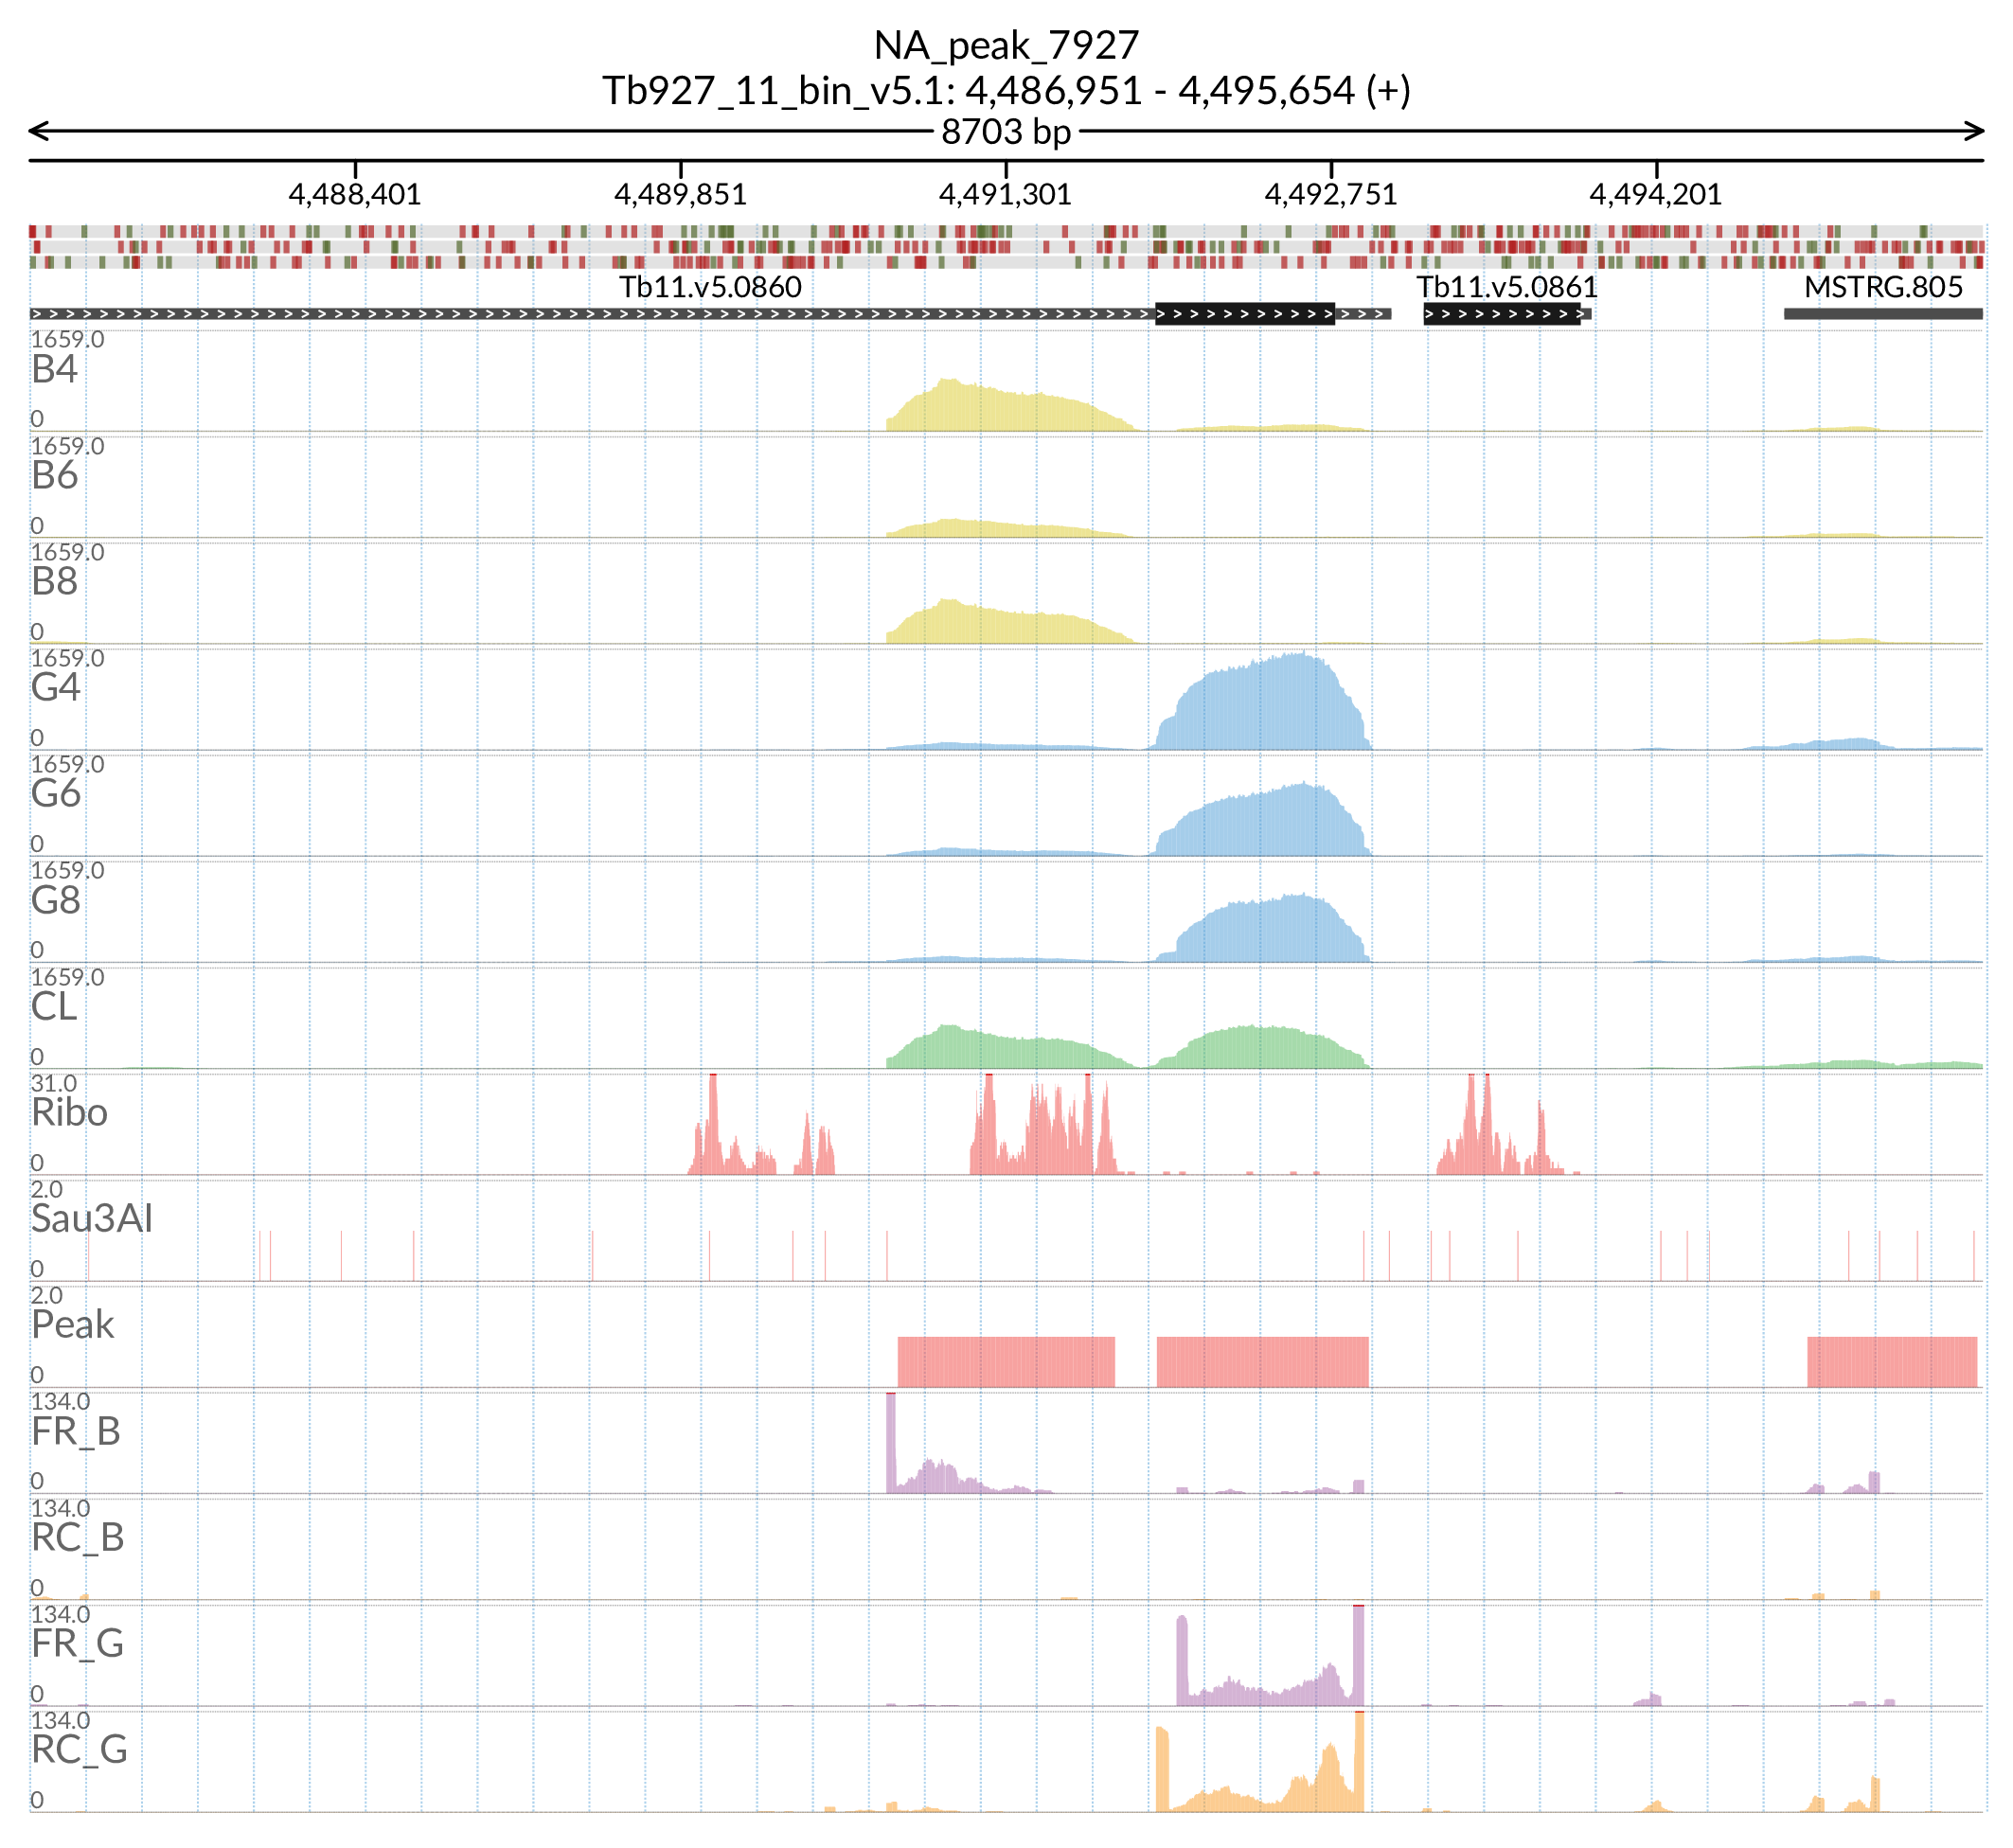 NA_peak_7927
Tb927_11_bin_v5.1: 4,486,951 - 4,495,654 (+)
8703 bp
4,488,401 4,489,851 4,491,301 4,492,751 4,494,201
Tb11.v5.0860 Tb11.v5.0861 MSTRG.805
1659.0
B4
0
1659.0
B6
0
1659.0
B8
0
1659.0
G4
0
1659.0
G6
0
1659.0
G8
0
1659.0
CL
0
31.0
Ribo
0
2.0
Sau3AI
0
2.0
Peak
0
134.0
FR_B
0
134.0
RC_B
0
134.0
FR_G
0
134.0
RC_G
0